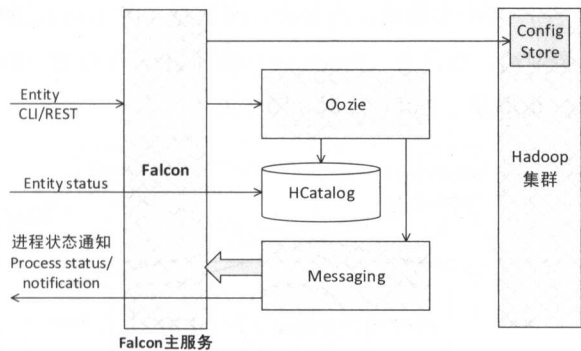 Config
Store
Entity
CLI/REST
Oozie
Hadoop
集群
Falcon
Entity status
HCatalog
进程状态通知
Process status/
notification
Messaging
Falcon主服务